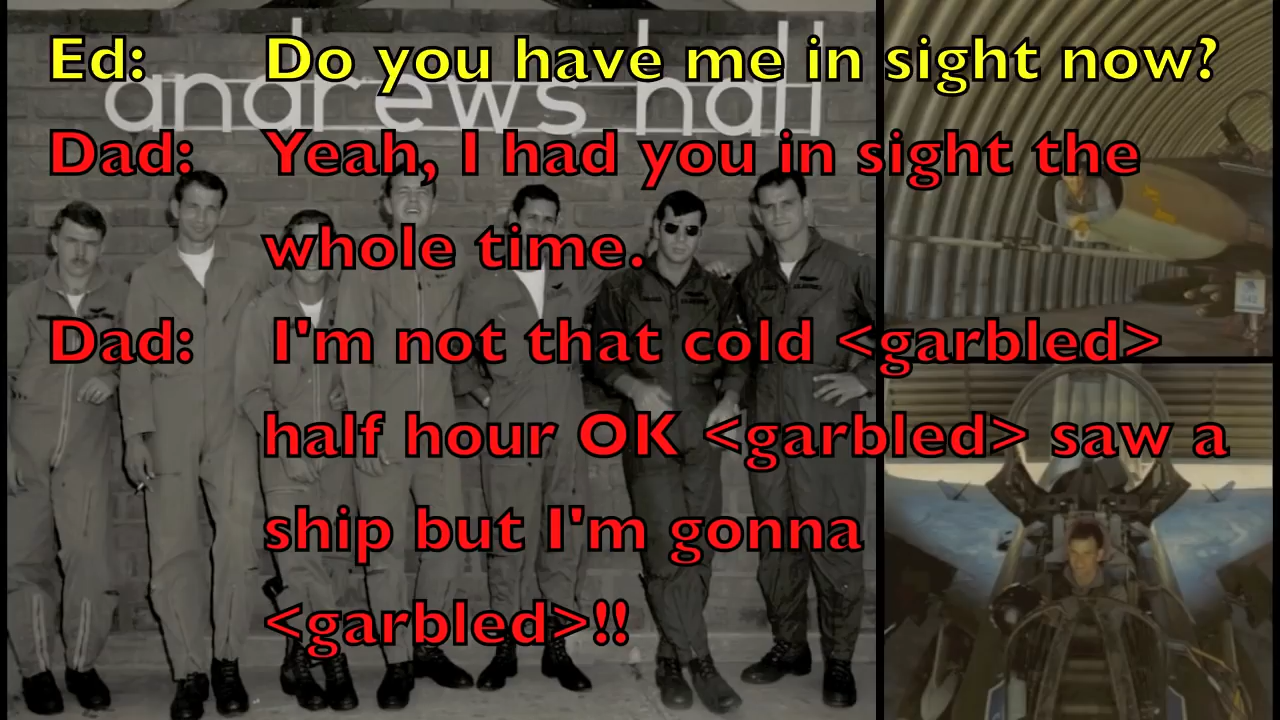 Ed: Do you have me in sight now?
andrews hall
Dad: Yeah, I had you in sight the
whole time.
Dad: I'm not that cold <garbled>
half hour OK <garbled> saw a
ship but I'm gonna
<garbled>!!